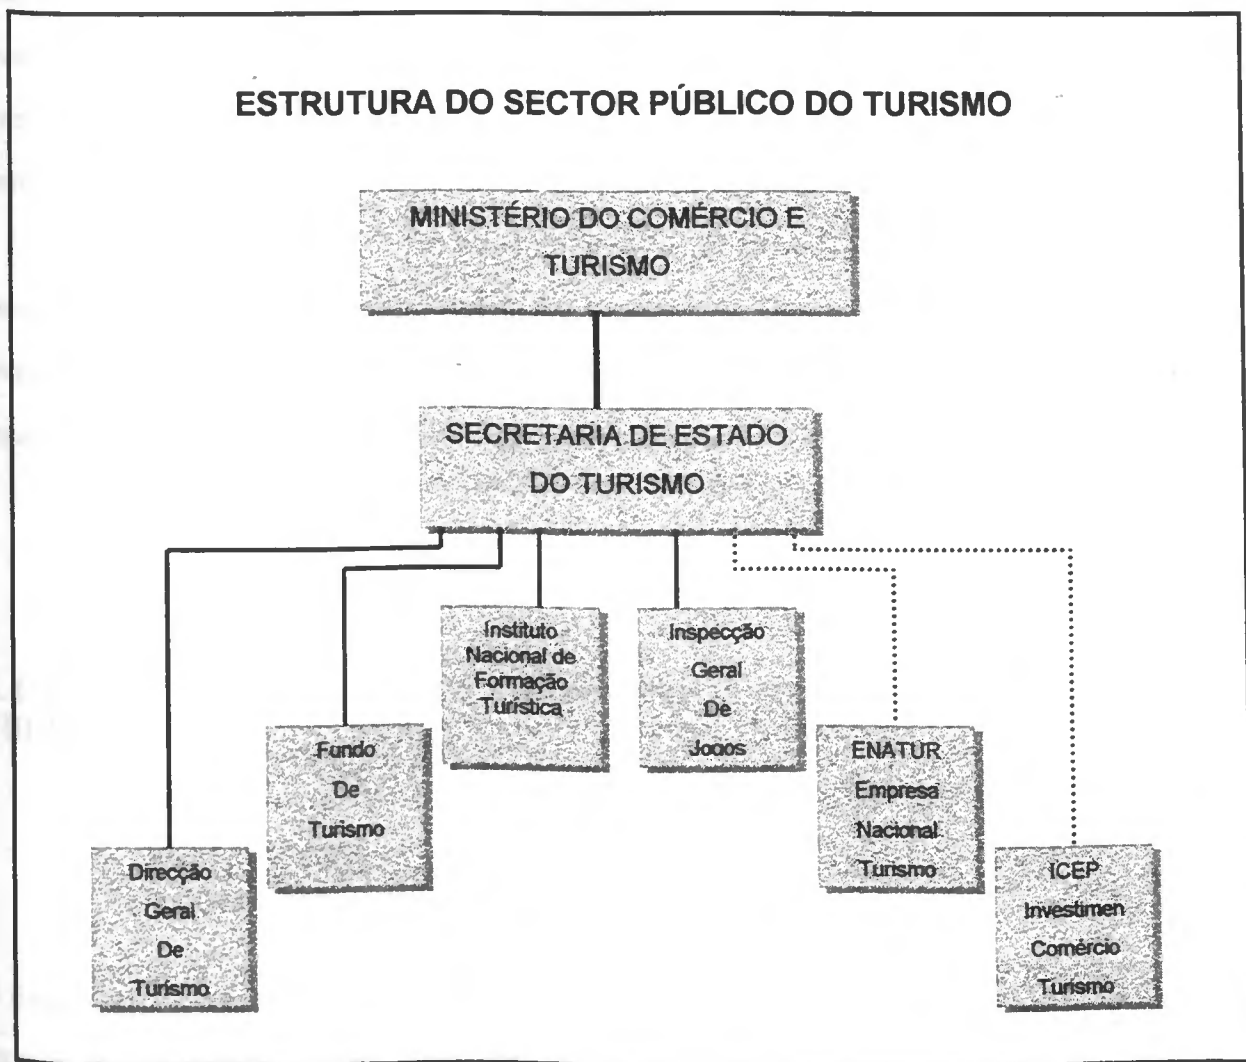 ESTRUTURA DO SECTOR PÚBLICO DO TURISMO
MINISTÉRIO DO COMÉRCIO E
TURISMO
SECRETARIA DE ESTADO
DO TURISMO
Instituto
Nacional de
Formação
Turística
Inspecção
Geral
De
Jogos
Fundo
De
Turismo
ENATUR
Empresa
Nacional
Turismo
Direcção
Geral
De
Turismo
ICEP
Investimen
Comércio
Turismo